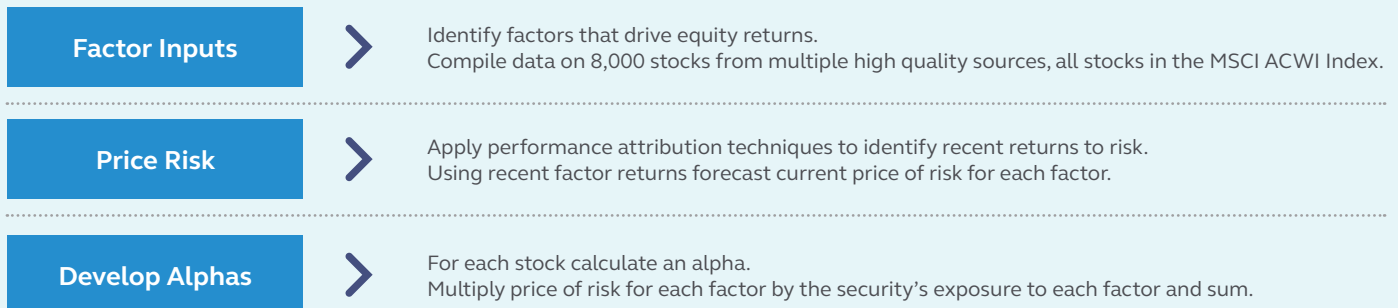 Factor Inputs
Identify factors that drive equity returns.
Compile data on 8,000 stocks from multiple high quality sources, all stocks in the MSCI ACWI Index.
Price Risk
Apply performance attribution techniques to identify recent returns to risk.
Using recent factor returns forecast current price of risk for each factor.
Develop Alphas
For each stock calculate an alpha.
Multiply price of risk for each factor by the security’s exposure to each factor and sum.